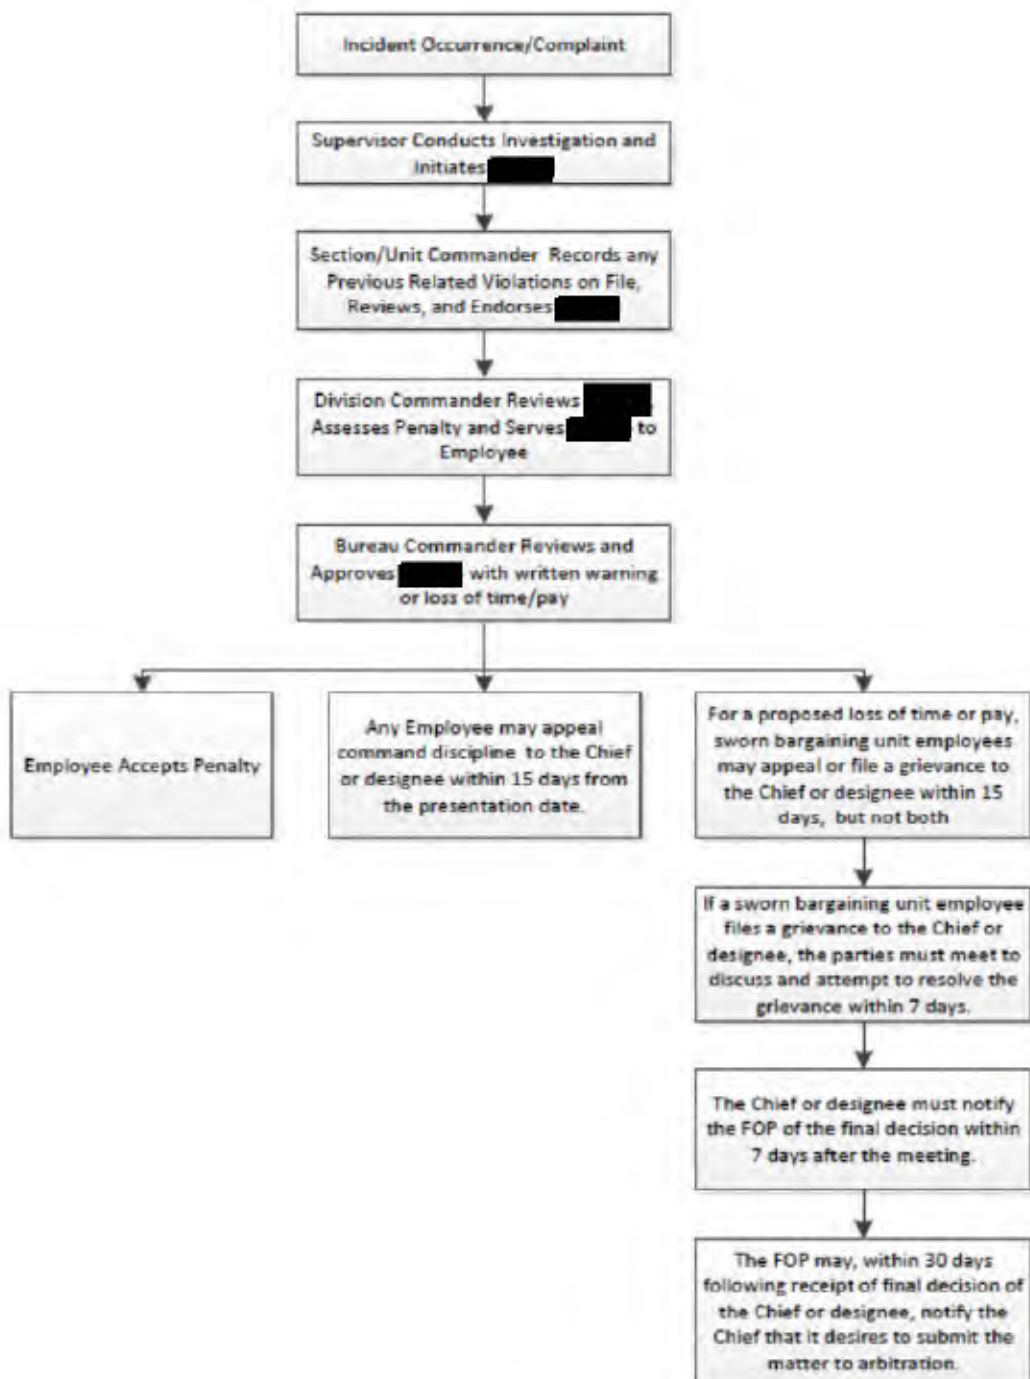 Incident Occurrence/Complaint
Supervisor Conducts Investigation and
Initiates
Section/Unit Commander Records any
Previous Related Violations on File,
Reviews, and Endorses
Division Commander Reviews
Assesses Penalty and Serves to
Employee
Bureau Commander Reviews and
Approves with written warning
or loss of time/pay
Employee Accepts Penalty
Any Employee may appeal
command discipline to the Chief
or designee within 15 days from
the presentation date.
For a proposed loss of time or pay,
sworn bargaining unit employees
may appeal or file a grievance to
the Chief or designee within 15
days, but not both
If a sworn bargaining unit employee
files a grievance to the Chief or
designee, the parties must meet to
discuss and attempt to resolve the
grievance within 7 days.
The Chief or designee must notify
the FOP of the final decision within
7 days after the meeting.
The FOP may, within 30 days
following receipt of final decision of
the Chief or designee, notify the
Chief that it desires to submit the
matter to arbitration.